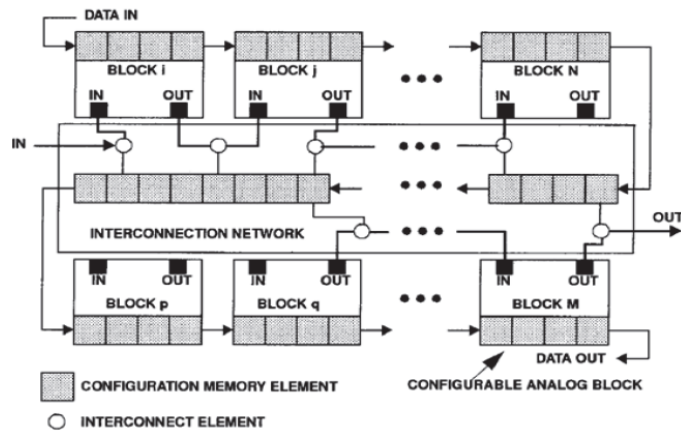 DATA IN
BLOCK i
BLOCK j
BLOCK N
IN OUT
IN OUT
IN OUT
IN
INTERCONNECTION NETWORK
OUT
IN OUT
IN OUT
IN OUT
BLOCK p
BLOCK q
BLOCK M
DATA OUT
CONFIGURATION MEMORY ELEMENT
CONFIGURABLE ANALOG BLOCK
INTERCONNECT ELEMENT